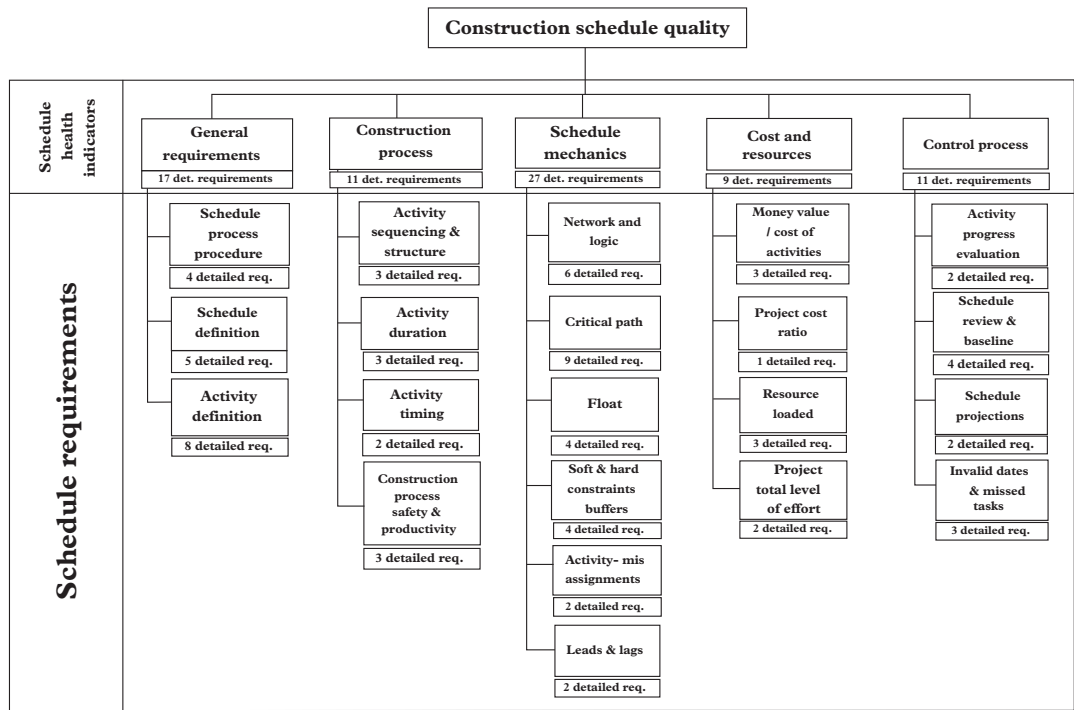 Construction schedule quality
Schedule
health
indicators
General
requirements
17 det. requirements
Construction
process
11 det. requirements
Schedule
mechanics
27 det. requirements
Cost and
resources
9 det. requirements
Control process
11 det. requirements
Schedule requirements
Schedule
process
procedure
4 detailed req.
Schedule
definition
5 detailed req.
Activity
definition
8 detailed req.
Activity
sequencing &
structure
3 detailed req.
Activity
duration
3 detailed req.
Activity
timing
2 detailed req.
Construction
process
safety &
productivity
3 detailed req.
Network and
logic
6 detailed req.
Critical path
9 detailed req.
Float
4 detailed req.
Soft & hard
constraints
buffers
4 detailed req.
Activity- mis
assignments
2 detailed req.
Leads & lags
2 detailed req.
Money value
/ cost of
activities
3 detailed req.
Project cost
ratio
1 detailed req.
Resource
loaded
3 detailed req.
Project
total level
of effort
2 detailed req.
Activity
progress
evaluation
2 detailed req.
Schedule
review &
baseline
4 detailed req.
Schedule
projections
2 detailed req.
Invalid dates
& missed
tasks
3 detailed req.